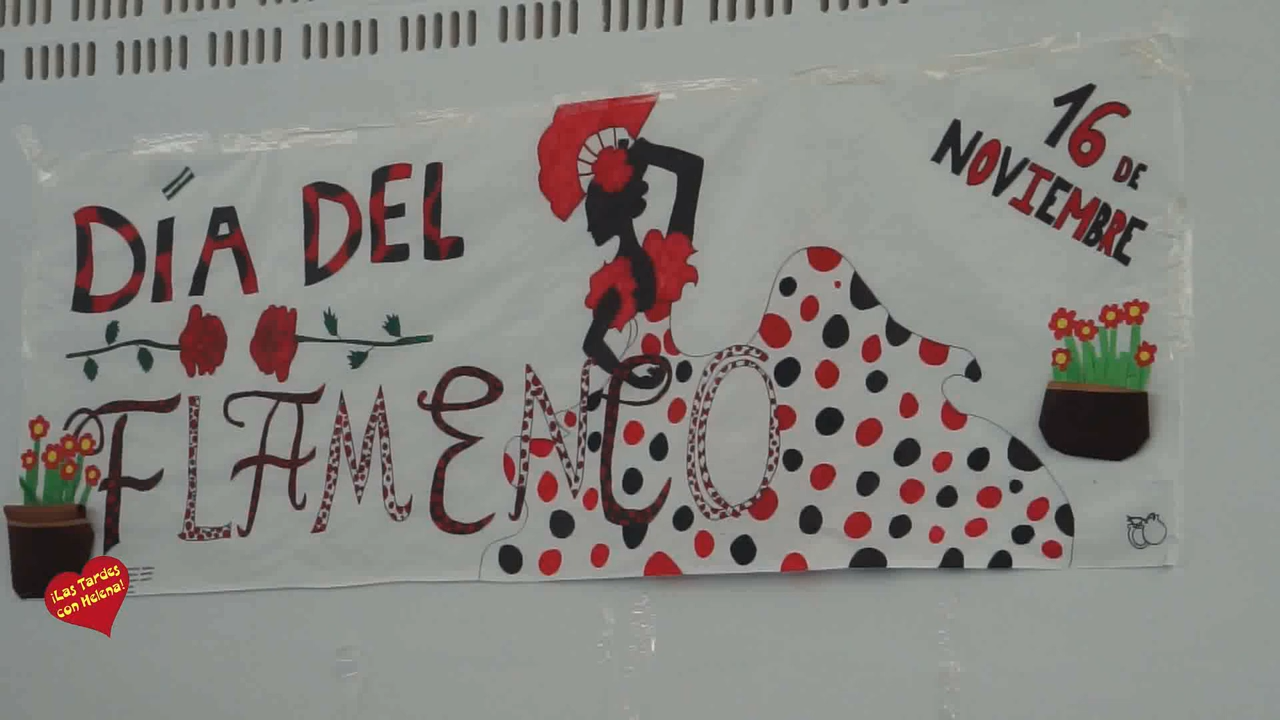 DÍA DEL
FLAMENCO
16 DE
NOVIEMBRE
¡Las Tardes
con Helena!